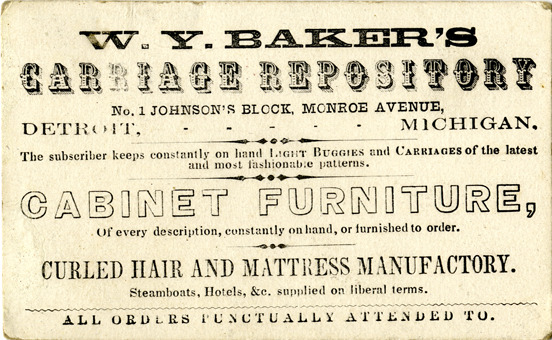 W. Y. BAKER'S
CARRIAGE REPOSITORY
No. 1 JOHNSON'S BLOCK, MONROE AVENUE,
DETROIT, - - - - - MICHIGAN.
The subscriber keeps constantly on hand LIGHT BUGGIES and CARRIAGES of the latest
and most fashionable patterns.
CABINET FURNITURE,
Of every description, constantly on hand, or furnished to order.
CURLED HAIR AND MATTRESS MANUFACTORY.
Steamboats, Hotels, &c. supplied on liberal terms.
ALL ORDERS PUNCTUALLY ATTENDED TO.